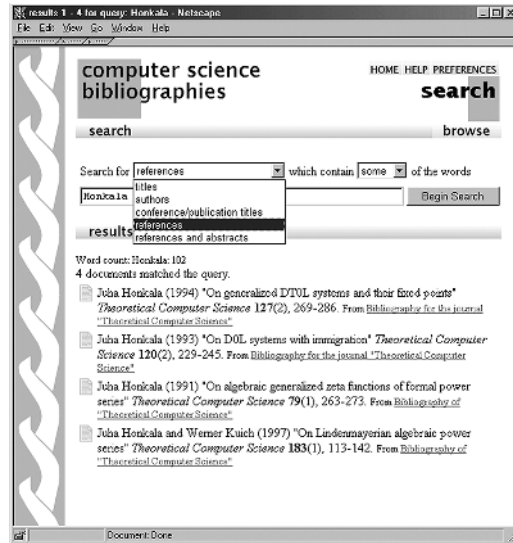 results 1 - 4 for query: Honkala - Netscape
File Edit View Go Window Help
computer science
bibliographies
HOME HELP PREFERENCES
search
search browse
Search for references which contain some of the words
Honkala Begin Search
titles
authors
conference/publication titles
references
references and abstracts
results
Word count: Honkala: 102
4 documents matched the query.
Juha Honkala (1994) "On generalized DT0L systems and their fixed points"
Theoretical Computer Science 127(2), 269-286. From Bibliography for the journal
"Theoretical Computer Science"
Juha Honkala (1993) "On D0L systems with immigration" Theoretical Computer
Science 120(2), 229-245. From Bibliography for the journal "Theoretical Computer
Science"
Juha Honkala (1991) "On algebraic generalized zeta functions of formal power
series" Theoretical Computer Science 79(1), 263-273. From Bibliography of
"Theoretical Computer Science"
Juha Honkala and Werner Kuich (1997) "On Lindenmayerian algebraic power
series" Theoretical Computer Science 183(1), 113-142. From Bibliography of
"Theoretical Computer Science"
Document: Done